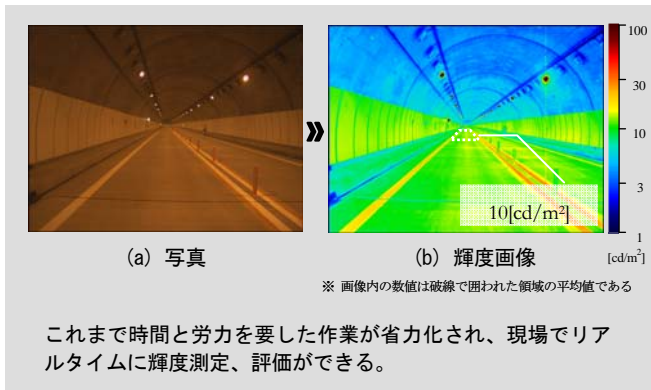 100
30
10
3
1
[cd/m²]
10[cd/m²]
(a) 写真
(b) 輝度画像
※ 画像内の数値は破線で囲われた領域の平均値である
これまで時間と労力を要した作業が省力化され、現場でリア
ルタイムに輝度測定、評価ができる。